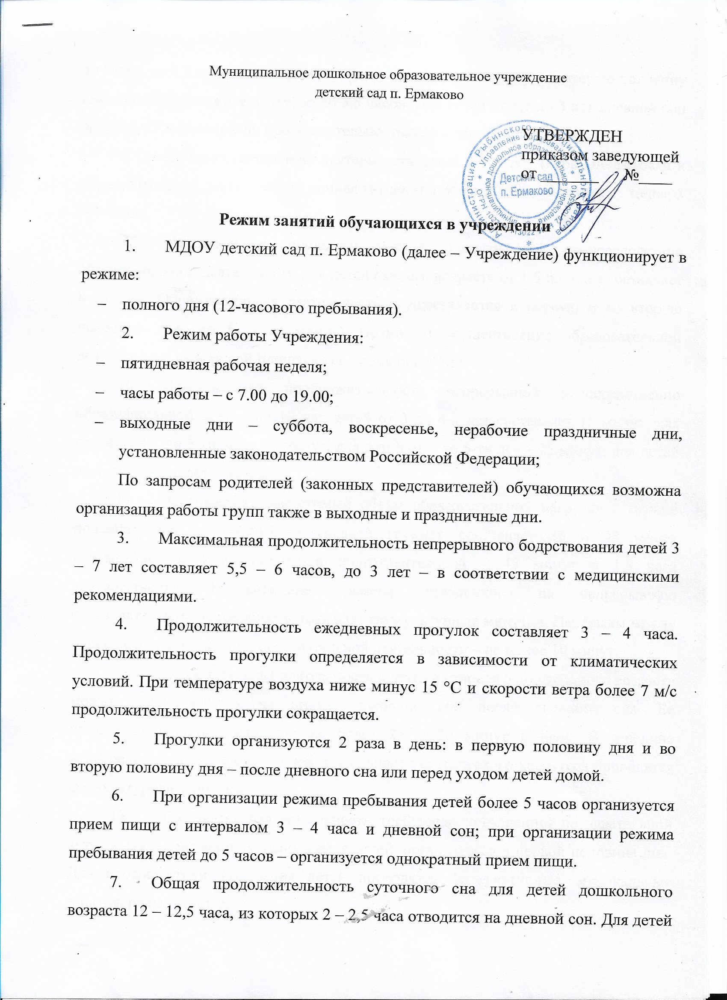 Муниципальное дошкольное образовательное учреждение
детский сад п. Ермаково
УТВЕРЖДЕН
приказом заведующей
от _______ №____
Администрация Рыбинского муниципального района
Управление образования
Муниципальное дошкольное образовательное учреждение
Детский сад
п. Ермаково
Режим занятий обучающихся в учреждении
1. МДОУ детский сад п. Ермаково (далее – Учреждение) функционирует в
режиме:
– полного дня (12-часового пребывания).
2. Режим работы Учреждения:
– пятидневная рабочая неделя;
– часы работы – с 7.00 до 19.00;
– выходные дни – суббота, воскресенье, нерабочие праздничные дни,
установленные законодательством Российской Федерации;
По запросам родителей (законных представителей) обучающихся возможна
организация работы групп также в выходные и праздничные дни.
3. Максимальная продолжительность непрерывного бодрствования детей 3
– 7 лет составляет 5,5 – 6 часов, до 3 лет – в соответствии с медицинскими
рекомендациями.
4. Продолжительность ежедневных прогулок составляет 3 – 4 часа.
Продолжительность прогулки определяется в зависимости от климатических
условий. При температуре воздуха ниже минус 15 °С и скорости ветра более 7 м/с
продолжительность прогулки сокращается.
5. Прогулки организуются 2 раза в день: в первую половину дня и во
вторую половину дня – после дневного сна или перед уходом детей домой.
6. При организации режима пребывания детей более 5 часов организуется
прием пищи с интервалом 3 – 4 часа и дневной сон; при организации режима
пребывания детей до 5 часов – организуется однократный прием пищи.
7. Общая продолжительность суточного сна для детей дошкольного
возраста 12 – 12,5 часа, из которых 2 – 2,5 часа отводится на дневной сон. Для детей